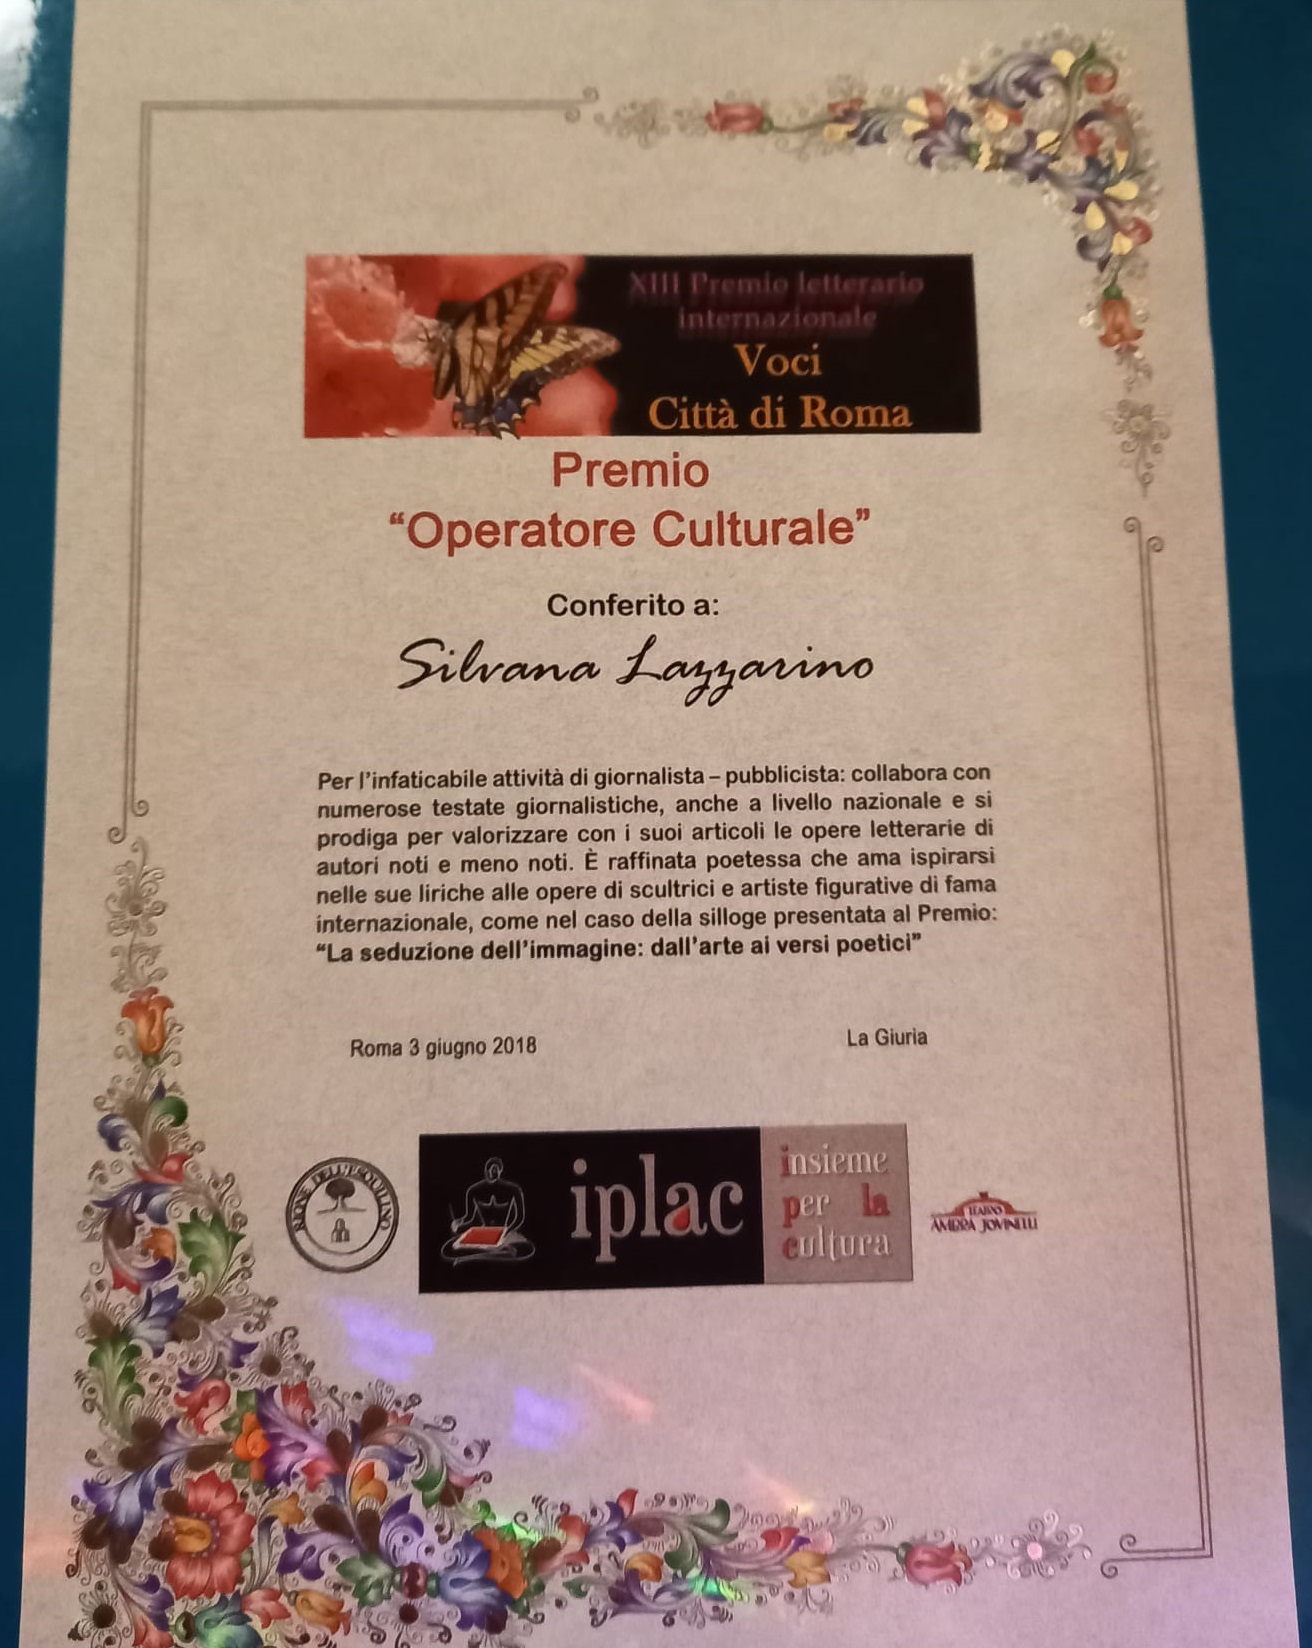 XIII Premio letterario
internazionale
Voci
Città di Roma
Premio
“Operatore Culturale”
Conferito a:
Silvana Lazzarino
Per l’infaticabile attività di giornalista – pubblicista: collabora con
numerose testate giornalistiche, anche a livello nazionale e si
prodiga per valorizzare con i suoi articoli le opere letterarie di
autori noti e meno noti. È raffinata poetessa che ama ispirarsi
nelle sue liriche alle opere di scultrici e artiste figurative di fama
internazionale, come nel caso della silloge presentata al Premio:
“La seduzione dell’immagine: dall’arte ai versi poetici”
Roma 3 giugno 2018
La Giuria
RIONE DELL'ESQUILINO
iplac
insieme
per la
cultura
TEATRO
AMBRA JOVINELLI